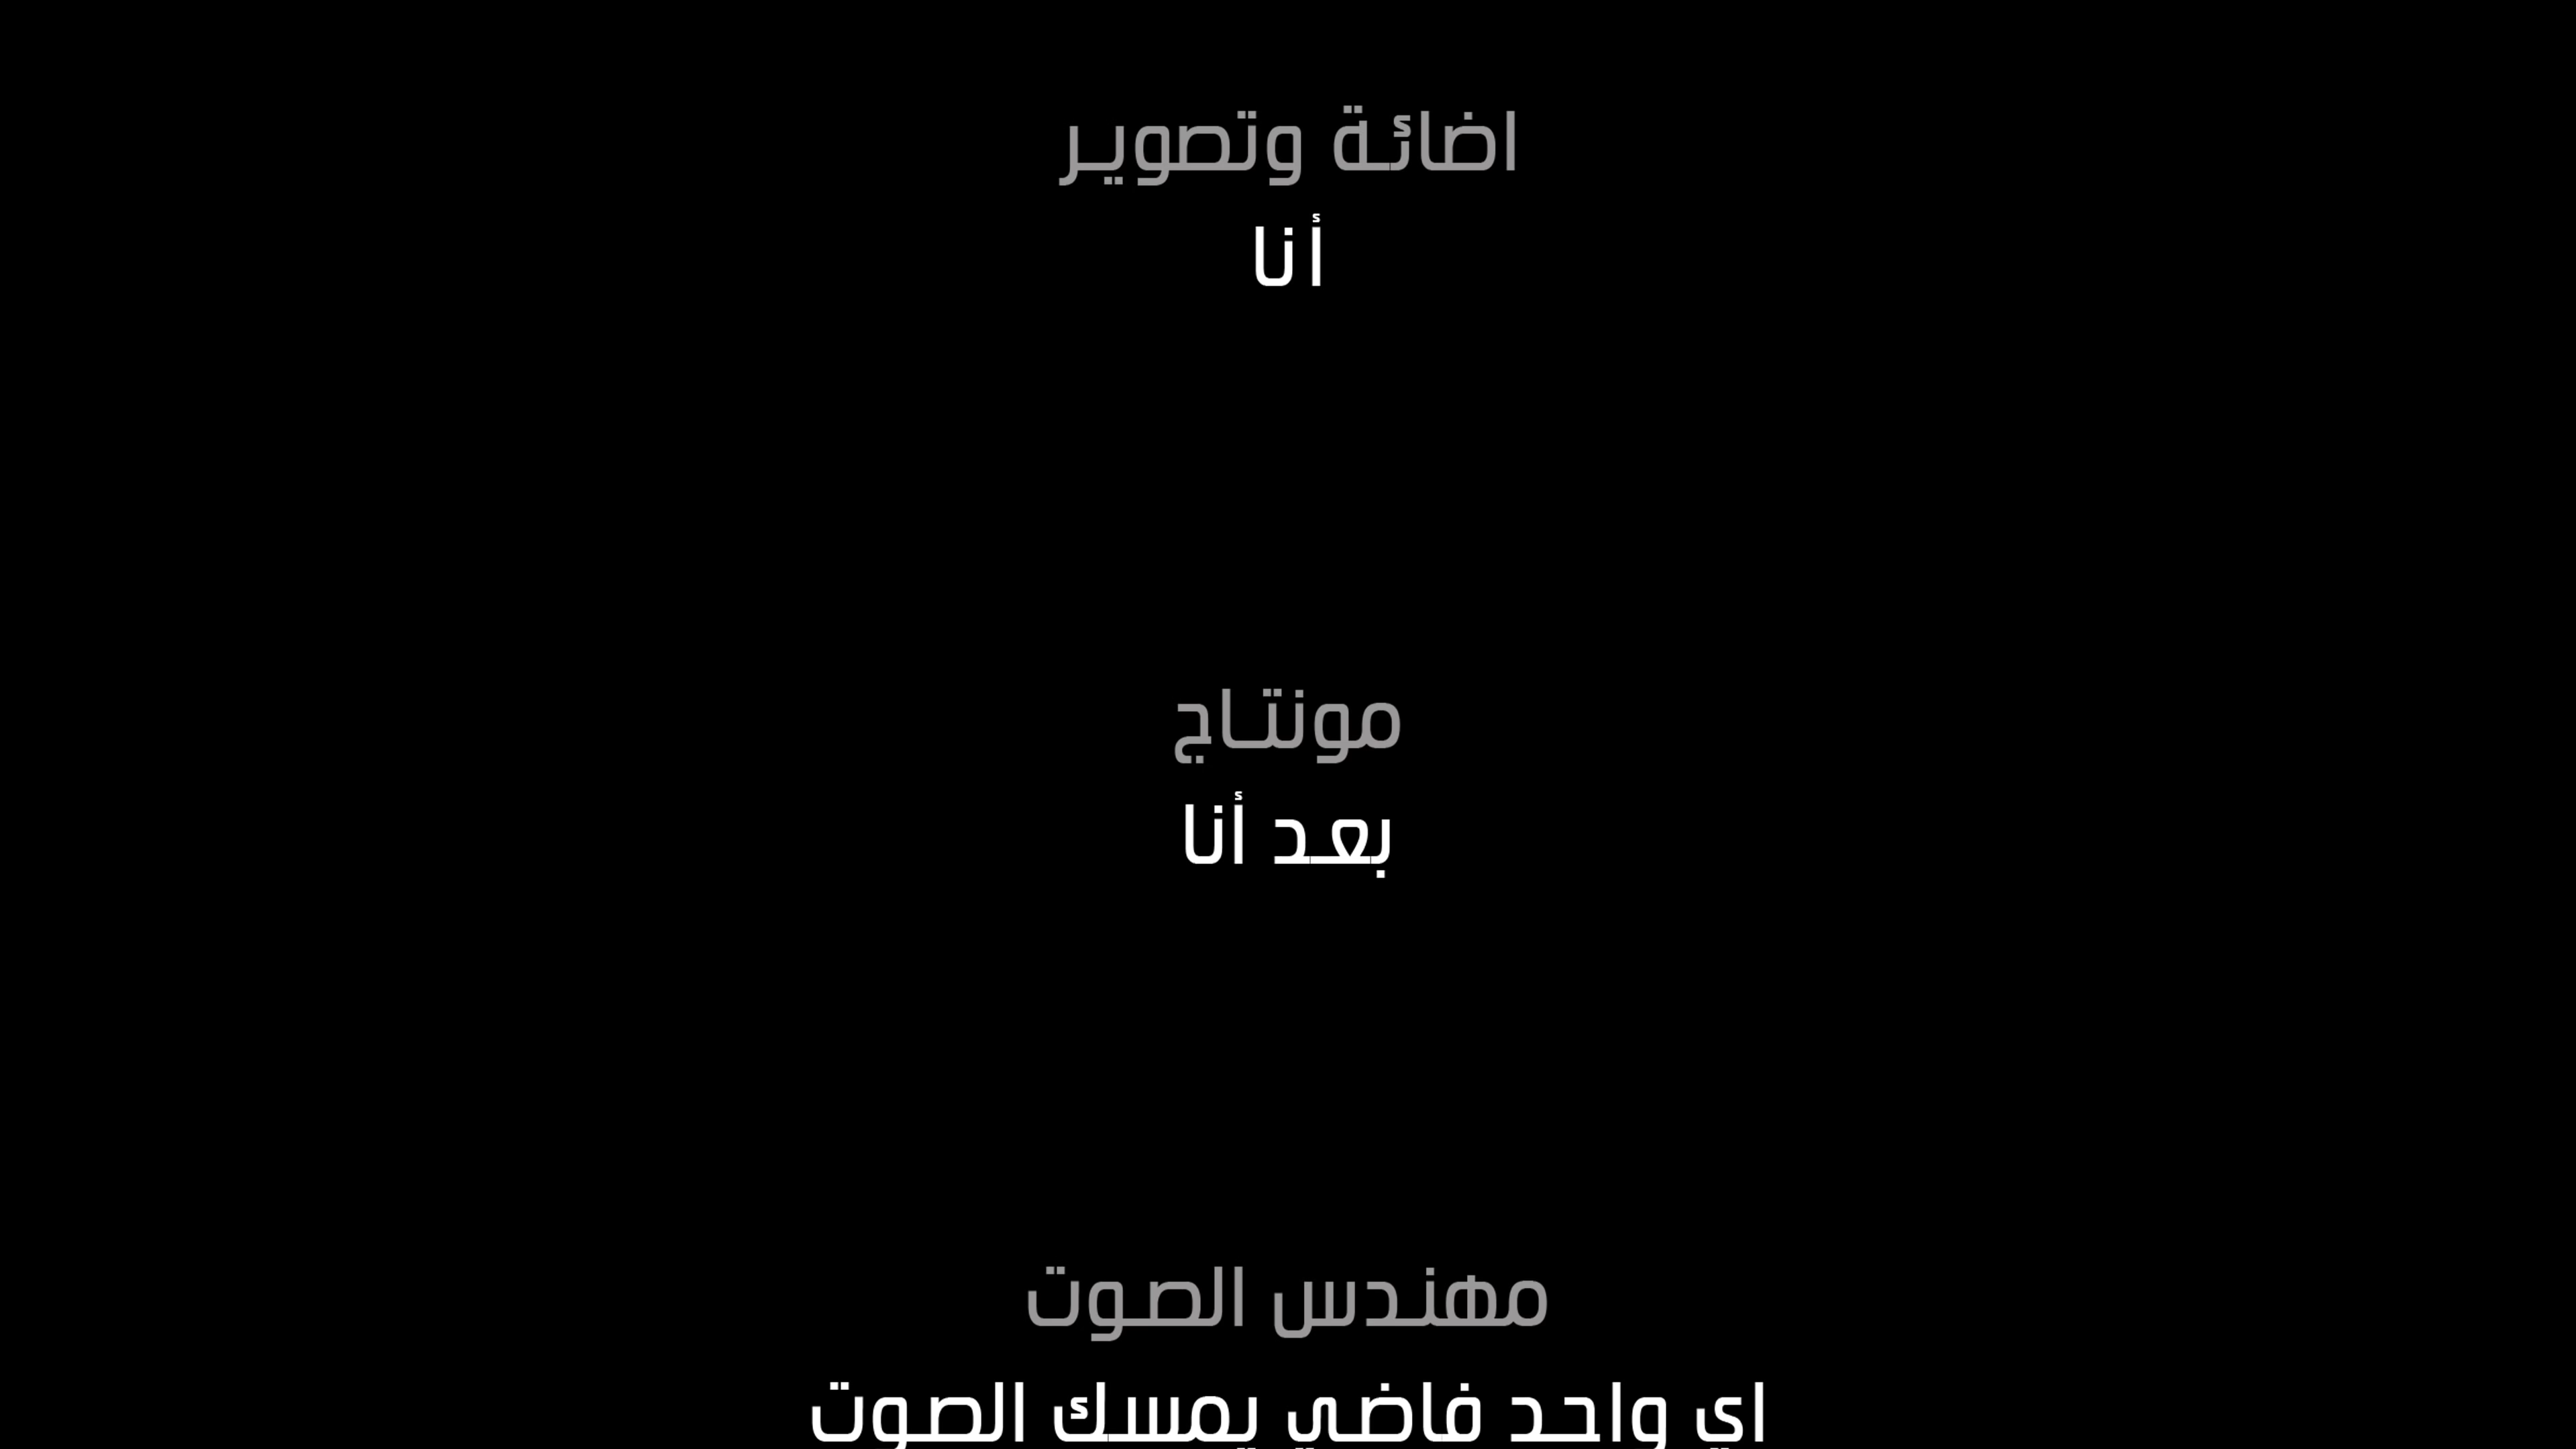 اضائة وتصوير
أنا
مونتاج
بعد أنا
مهندس الصوت
اي واحد فاضي يمسك الصوت